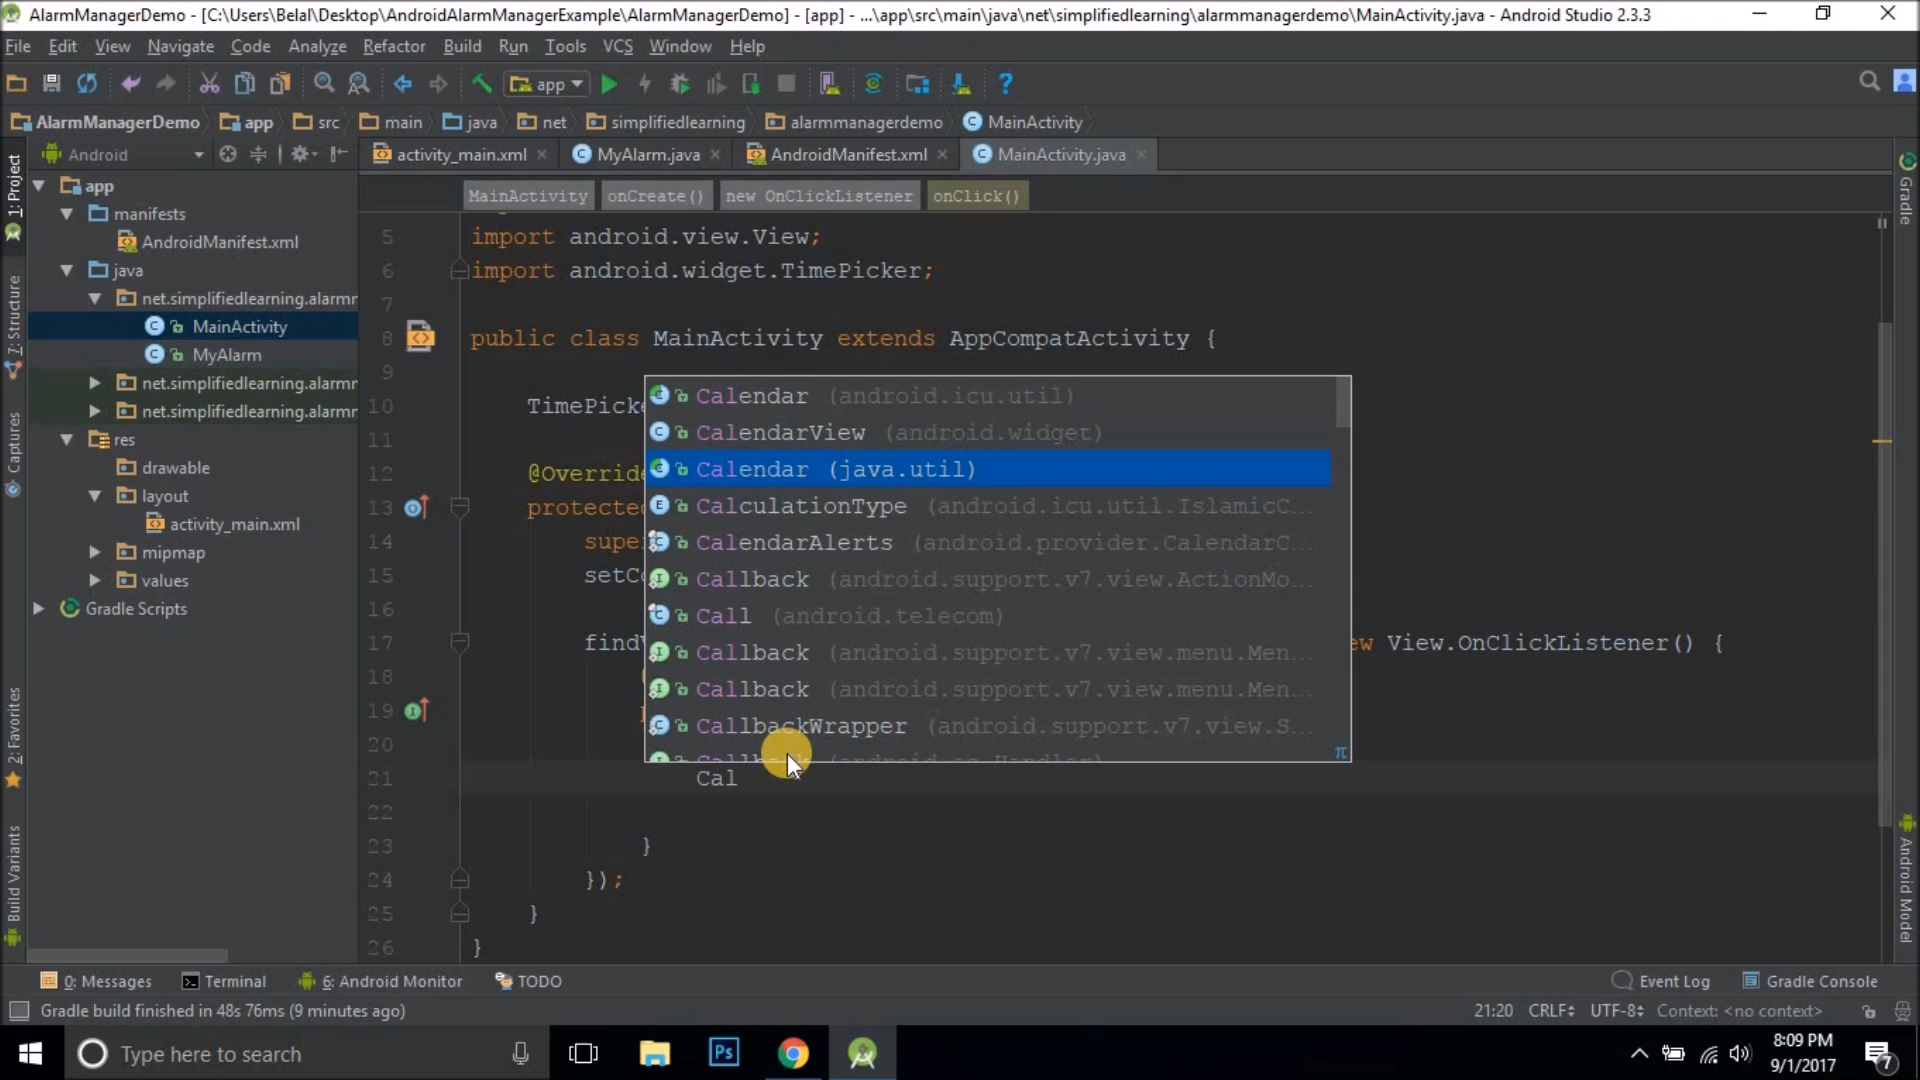 AlarmManagerDemo - [C:\Users\Belal\Desktop\AndroidAlarmManagerExample\AlarmManagerDemo] - [app] - ...\app\src\main\java\net\simplifiedlearning\alarmmanagerdemo\MainActivity.java - Android Studio 2.3.3
File Edit View Navigate Code Analyze Refactor Build Run Tools VCS Window Help
app
AlarmManagerDemo app src main java net simplifiedlearning alarmmanagerdemo MainActivity
Android
activity_main.xml MyAlarm.java AndroidManifest.xml MainActivity.java
MainActivity onCreate() new OnClickListener onClick()
1: Project
7: Structure
Captures
2: Favorites
Build Variants
app
manifests
AndroidManifest.xml
java
net.simplifiedlearning.alarmr
MainActivity
MyAlarm
net.simplifiedlearning.alarmr
net.simplifiedlearning.alarmr
res
drawable
layout
activity_main.xml
mipmap
values
Gradle Scripts
5 import android.view.View;
6 import android.widget.TimePicker;
7
8 public class MainActivity extends AppCompatActivity {
9
10 TimePicke
11
12 @Override
13 protected
14 supe
15 setCo
16
17 findV ew View.OnClickListener() {
18
19
20
21 Cal
22
23 }
24 });
25 }
26 }
Calendar (android.icu.util)
CalendarView (android.widget)
Calendar (java.util)
CalculationType (android.icu.util.IslamicC...
CalendarAlerts (android.provider.CalendarC...
Callback (android.support.v7.view.ActionMo...
Call (android.telecom)
Callback (android.support.v7.view.menu.Men...
Callback (android.support.v7.view.menu.Men...
CallbackWrapper (android.support.v7.view.S...
π
Gradle
Android Model
0: Messages Terminal 6: Android Monitor TODO Event Log Gradle Console
Gradle build finished in 48s 76ms (9 minutes ago) 21:20 CRLF UTF-8 Context: <no context>
Type here to search
Ps
8:09 PM
9/1/2017
7